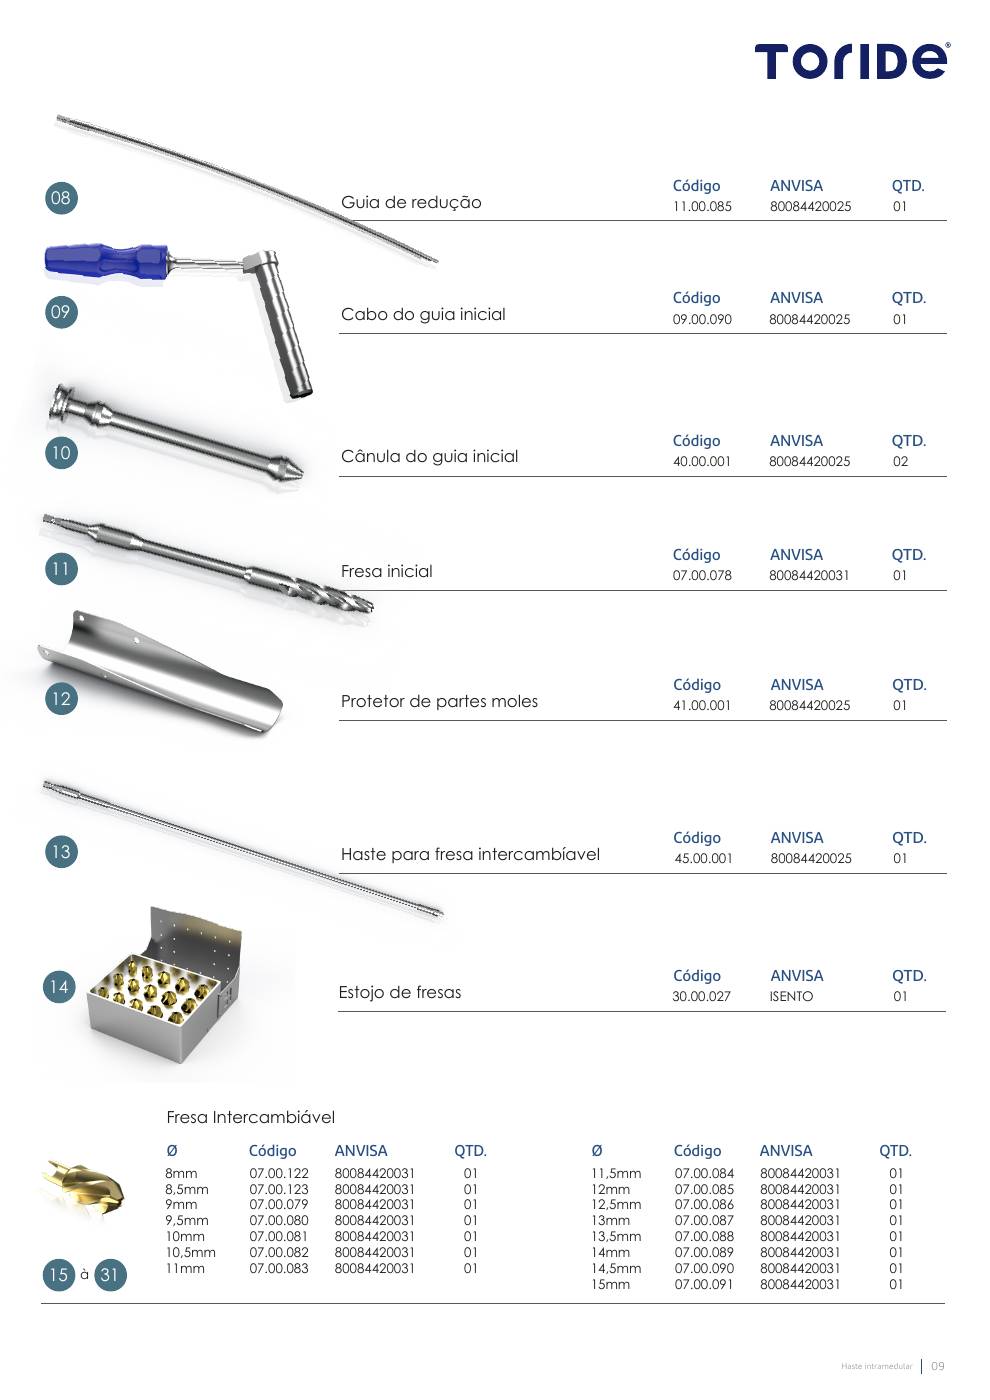 TORIDE®
Código ANVISA QTD.
08 Guia de redução 11.00.085 80084420025 01
Código ANVISA QTD.
09 Cabo do guia inicial 09.00.090 80084420025 01
Código ANVISA QTD.
10 Cânula do guia inicial 40.00.001 80084420025 02
Código ANVISA QTD.
11 Fresa inicial 07.00.078 80084420031 01
Código ANVISA QTD.
12 Protetor de partes moles 41.00.001 80084420025 01
Código ANVISA QTD.
13 Haste para fresa intercambíavel 45.00.001 80084420025 01
Código ANVISA QTD.
14 Estojo de fresas 30.00.027 ISENTO 01
Fresa Intercambiável
Ø Código ANVISA QTD.
8mm 07.00.122 80084420031 01
8,5mm 07.00.123 80084420031 01
9mm 07.00.079 80084420031 01
9,5mm 07.00.080 80084420031 01
10mm 07.00.081 80084420031 01
10,5mm 07.00.082 80084420031 01
11mm 07.00.083 80084420031 01
Ø Código ANVISA QTD.
11,5mm 07.00.084 80084420031 01
12mm 07.00.085 80084420031 01
12,5mm 07.00.086 80084420031 01
13mm 07.00.087 80084420031 01
13,5mm 07.00.088 80084420031 01
14mm 07.00.089 80084420031 01
14,5mm 07.00.090 80084420031 01
15mm 07.00.091 80084420031 01
15 à 31
Haste intramedular 09